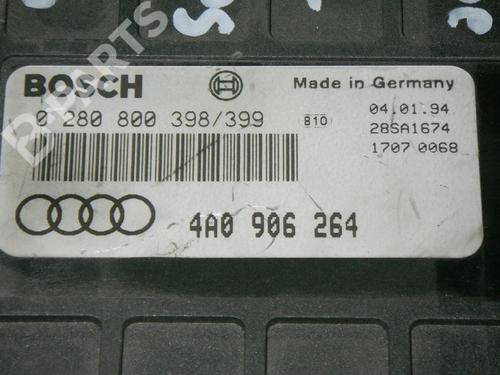 BOSCH
Made in Germany
0 280 800 398/399
810
04.01.94
28SA1674
1707 0068
4A0 906 264
B-PARTS